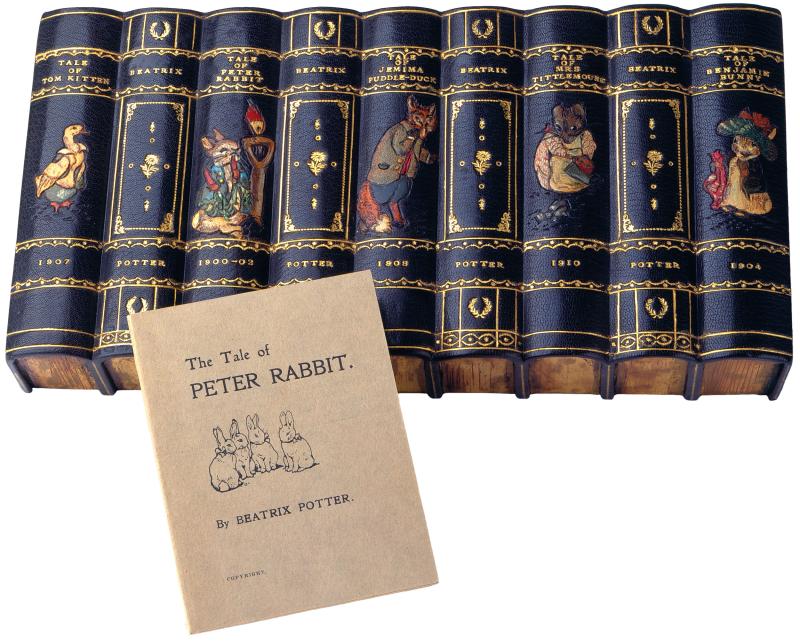 TALE
OF
TOM KITTEN
1907
BEATRIX
POTTER
TALE
OF
PETER
RABBIT
1900-03
BEATRIX
POTTER
TALE
OF
JEMIMA
PUDDLE-DUCK
1908
BEATRIX
POTTER
TALE
OF
MRS
TITTLEMOUSE
1910
BEATRIX
POTTER
TALE
OF
BENJAMIN
BUNNY
1904
The Tale of
PETER RABBIT.
By BEATRIX POTTER.
COPYRIGHT.